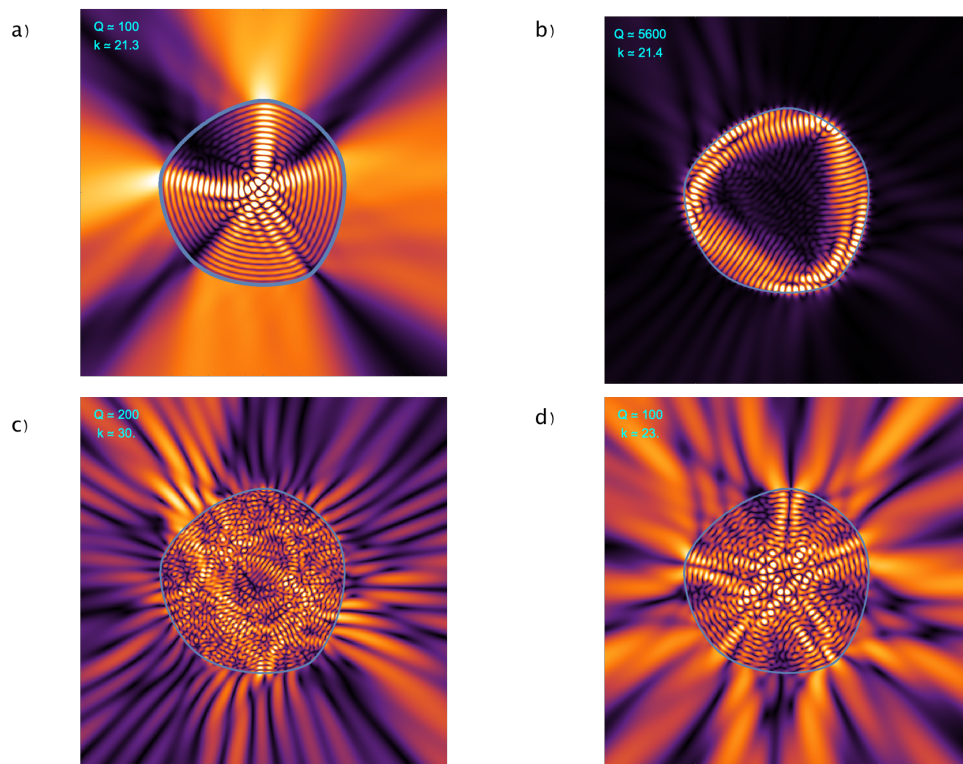 a)
Q ≃ 100
k ≃ 21.3
b)
Q ≃ 5600
k ≃ 21.4
c)
Q ≃ 200
k ≃ 30.
d)
Q ≃ 100
k ≃ 23.